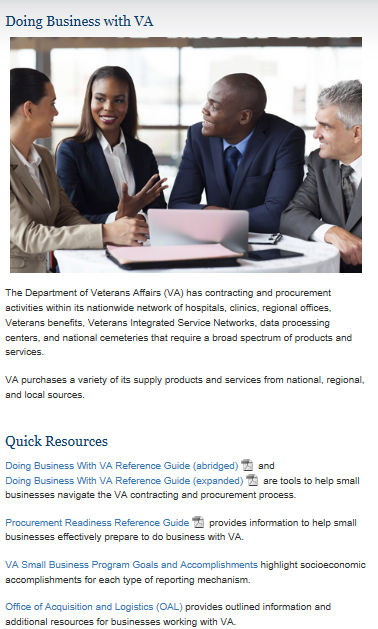 Doing Business with VA
The Department of Veterans Affairs (VA) has contracting and procurement
activities within its nationwide network of hospitals, clinics, regional offices,
Veterans benefits, Veterans Integrated Service Networks, data processing
centers, and national cemeteries that require a broad spectrum of products and
services.
VA purchases a variety of its supply products and services from national, regional,
and local sources.
Quick Resources
Doing Business With VA Reference Guide (abridged) and
Doing Business With VA Reference Guide (expanded) are tools to help small
businesses navigate the VA contracting and procurement process.
Procurement Readiness Reference Guide provides information to help small
businesses effectively prepare to do business with VA.
VA Small Business Program Goals and Accomplishments highlight socioeconomic
accomplishments for each type of reporting mechanism.
Office of Acquisition and Logistics (OAL) provides outlined information and
additional resources for businesses working with VA.